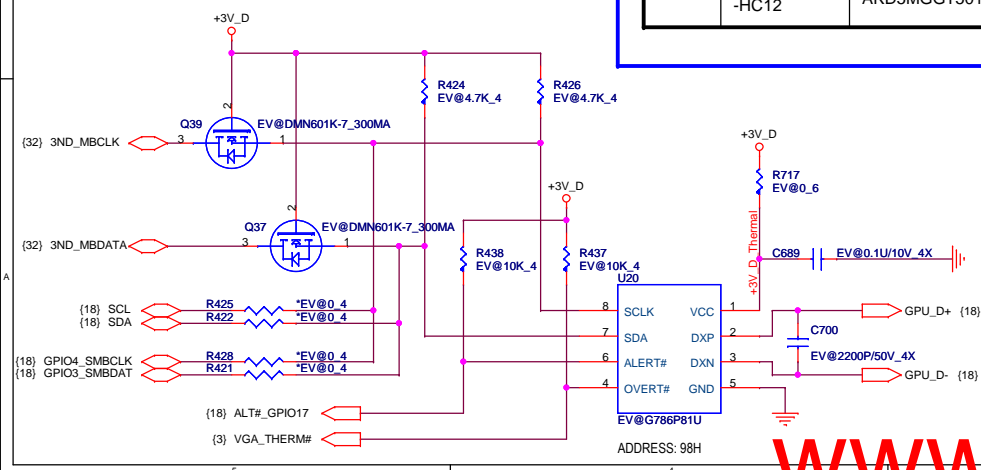 -HC12
+3V_D
R424
EV@4.7K_4
R426
EV@4.7K_4
2
Q39
EV@DMN601K-7_300MA
{32} 3ND_MBCLK
3
1
+3V_D
R717
EV@0_6
+3V_D
2
Q37
EV@DMN601K-7_300MA
{32} 3ND_MBDATA
3
1
R438
EV@10K_4
R437
EV@10K_4
+3V_D_Thermal
C689
EV@0.1U/10V_4X
A
U20
{18} SCL
R425
*EV@0_4
{18} SDA
R422
*EV@0_4
8
SCLK
VCC
1
GPU_D+ {18}
7
SDA
DXP
2
C700
EV@2200P/50V_4X
{18} GPIO4_SMBCLK
R428
*EV@0_4
{18} GPIO3_SMBDAT
R421
*EV@0_4
6
ALERT#
DXN
3
GPU_D- {18}
4
OVERT#
GND
5
{18} ALT#_GPIO17
EV@G786P81U
{3} VGA_THERM#
ADDRESS: 98H